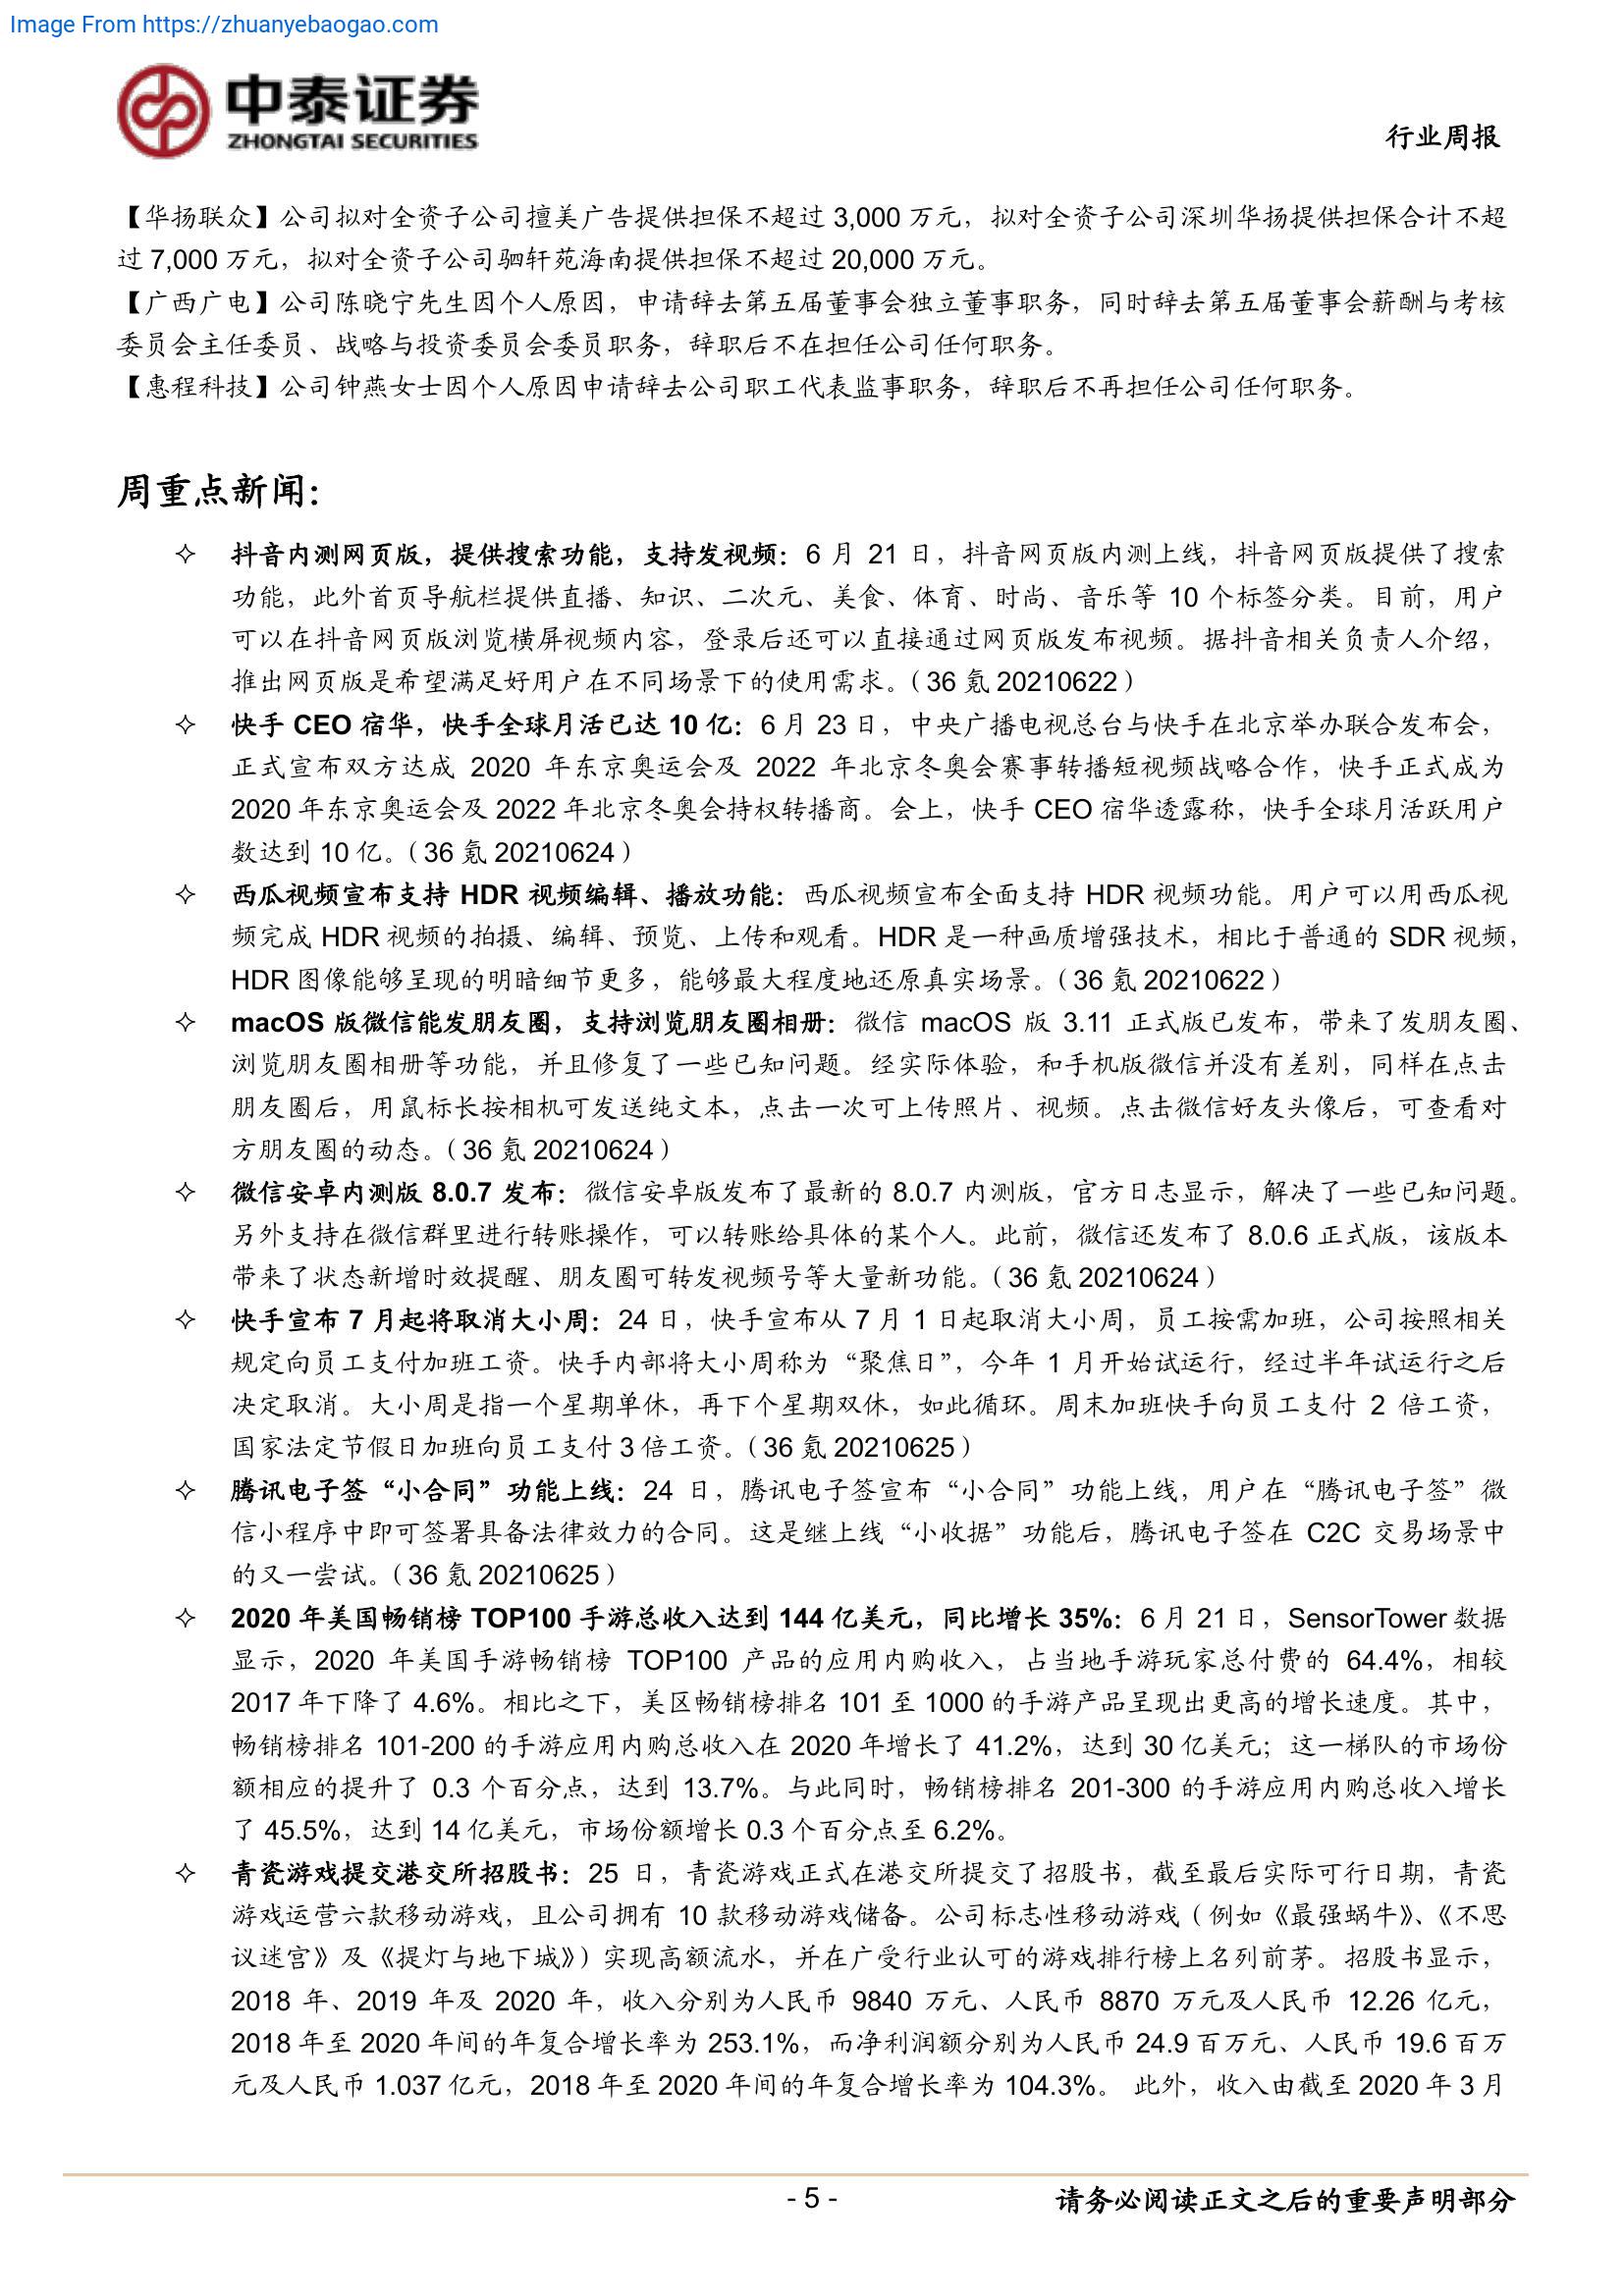 Image From https://zhuanyebaogao.com
中泰证券
ZHONGTAI SECURITIES
行业周报
【华扬联众】公司拟对全资子公司擅美广告提供担保不超过 3,000 万元，拟对全资子公司深圳华扬提供担保合计不超
过 7,000 万元，拟对全资子公司驷轩苑海南提供担保不超过 20,000 万元。
【广西广电】公司陈晓宁先生因个人原因，申请辞去第五届董事会独立董事职务，同时辞去第五届董事会薪酬与考核
委员会主任委员、战略与投资委员会委员职务，辞职后不在担任公司任何职务。
【惠程科技】公司钟燕女士因个人原因申请辞去公司职工代表监事职务，辞职后不再担任公司任何职务。
周重点新闻：
✧ 抖音内测网页版，提供搜索功能，支持发视频：6 月 21 日，抖音网页版内测上线，抖音网页版提供了搜索
功能，此外首页导航栏提供直播、知识、二次元、美食、体育、时尚、音乐等 10 个标签分类。目前，用户
可以在抖音网页版浏览横屏视频内容，登录后还可以直接通过网页版发布视频。据抖音相关负责人介绍，
推出网页版是希望满足好用户在不同场景下的使用需求。（36 氪 20210622）
✧ 快手 CEO 宿华，快手全球月活已达 10 亿：6 月 23 日，中央广播电视总台与快手在北京举办联合发布会，
正式宣布双方达成 2020 年东京奥运会及 2022 年北京冬奥会赛事转播短视频战略合作，快手正式成为
2020 年东京奥运会及 2022 年北京冬奥会持权转播商。会上，快手 CEO 宿华透露称，快手全球月活跃用户
数达到 10 亿。（36 氪 20210624）
✧ 西瓜视频宣布支持 HDR 视频编辑、播放功能：西瓜视频宣布全面支持 HDR 视频功能。用户可以用西瓜视
频完成 HDR 视频的拍摄、编辑、预览、上传和观看。HDR 是一种画质增强技术，相比于普通的 SDR 视频，
HDR 图像能够呈现的明暗细节更多，能够最大程度地还原真实场景。（36 氪 20210622）
✧ macOS 版微信能发朋友圈，支持浏览朋友圈相册：微信 macOS 版 3.11 正式版已发布，带来了发朋友圈、
浏览朋友圈相册等功能，并且修复了一些已知问题。经实际体验，和手机版微信并没有差别，同样在点击
朋友圈后，用鼠标长按相机可发送纯文本，点击一次可上传照片、视频。点击微信好友头像后，可查看对
方朋友圈的动态。（36 氪 20210624）
✧ 微信安卓内测版 8.0.7 发布：微信安卓版发布了最新的 8.0.7 内测版，官方日志显示，解决了一些已知问题。
另外支持在微信群里进行转账操作，可以转账给具体的某个人。此前，微信还发布了 8.0.6 正式版，该版本
带来了状态新增时效提醒、朋友圈可转发视频号等大量新功能。（36 氪 20210624）
✧ 快手宣布 7 月起将取消大小周：24 日，快手宣布从 7 月 1 日起取消大小周，员工按需加班，公司按照相关
规定向员工支付加班工资。快手内部将大小周称为“聚焦日”，今年 1 月开始试运行，经过半年试运行之后
决定取消。大小周是指一个星期单休，再下个星期双休，如此循环。周末加班快手向员工支付 2 倍工资，
国家法定节假日加班向员工支付 3 倍工资。（36 氪 20210625）
✧ 腾讯电子签“小合同”功能上线：24 日，腾讯电子签宣布“小合同”功能上线，用户在“腾讯电子签”微
信小程序中即可签署具备法律效力的合同。这是继上线“小收据”功能后，腾讯电子签在 C2C 交易场景中
的又一尝试。（36 氪 20210625）
✧ 2020 年美国畅销榜 TOP100 手游总收入达到 144 亿美元，同比增长 35%：6 月 21 日，SensorTower 数据
显示，2020 年美国手游畅销榜 TOP100 产品的应用内购收入，占当地手游玩家总付费的 64.4%，相较
2017 年下降了 4.6%。相比之下，美区畅销榜排名 101 至 1000 的手游产品呈现出更高的增长速度。其中，
畅销榜排名 101-200 的手游应用内购总收入在 2020 年增长了 41.2%，达到 30 亿美元；这一梯队的市场份
额相应的提升了 0.3 个百分点，达到 13.7%。与此同时，畅销榜排名 201-300 的手游应用内购总收入增长
了 45.5%，达到 14 亿美元，市场份额增长 0.3 个百分点至 6.2%。
✧ 青瓷游戏提交港交所招股书：25 日，青瓷游戏正式在港交所提交了招股书，截至最后实际可行日期，青瓷
游戏运营六款移动游戏，且公司拥有 10 款移动游戏储备。公司标志性移动游戏（例如《最强蜗牛》、《不思
议迷宫》及《提灯与地下城》）实现高额流水，并在广受行业认可的游戏排行榜上名列前茅。招股书显示，
2018 年、2019 年及 2020 年，收入分别为人民币 9840 万元、人民币 8870 万元及人民币 12.26 亿元，
2018 年至 2020 年间的年复合增长率为 253.1%，而净利润额分别为人民币 24.9 百万元、人民币 19.6 百万
元及人民币 1.037 亿元，2018 年至 2020 年间的年复合增长率为 104.3%。 此外，收入由截至 2020 年 3 月
- 5 -
请务必阅读正文之后的重要声明部分